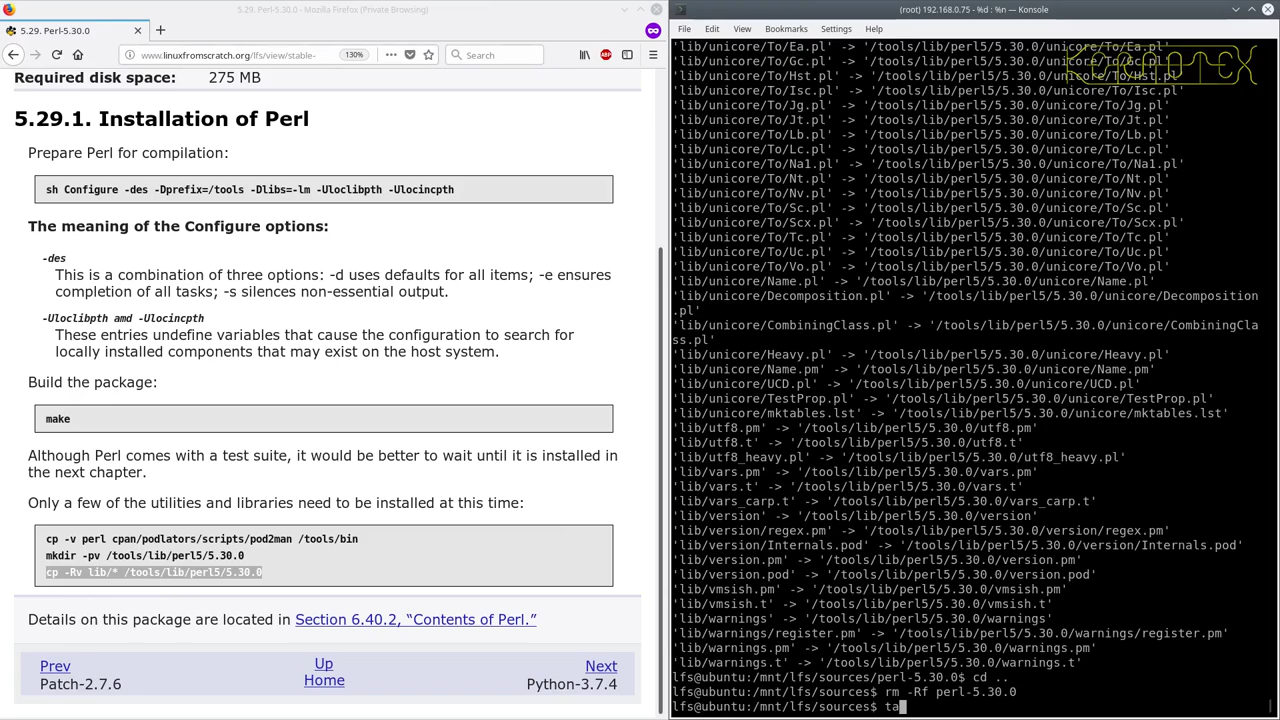 5.29. Perl-5.30.0 - Mozilla Firefox (Private Browsing)
5.29. Perl-5.30.0
www.linuxfromscratch.org/lfs/view/stable-
130%
Search
Required disk space: 275 MB
5.29.1. Installation of Perl
Prepare Perl for compilation:
sh Configure -des -Dprefix=/tools -Dlibs=-lm -Uloclibpth -Ulocincpth
The meaning of the Configure options:
-des
This is a combination of three options: -d uses defaults for all items; -e ensures
completion of all tasks; -s silences non-essential output.
-Uloclibpth amd -Ulocincpth
These entries undefine variables that cause the configuration to search for
locally installed components that may exist on the host system.
Build the package:
make
Although Perl comes with a test suite, it would be better to wait until it is installed in
the next chapter.
Only a few of the utilities and libraries need to be installed at this time:
cp -v perl cpan/podlators/scripts/pod2man /tools/bin
mkdir -pv /tools/lib/perl5/5.30.0
cp -Rv lib/* /tools/lib/perl5/5.30.0
Details on this package are located in Section 6.40.2, “Contents of Perl.”
Prev
Up
Next
Patch-2.7.6
Home
Python-3.7.4
(root) 192.168.0.75 - %d : %n — Konsole
File Edit View Bookmarks Settings Help
'lib/unicore/To/Ea.pl' -> '/tools/lib/perl5/5.30.0/unicore/To/Ea.pl'
'lib/unicore/To/Gc.pl' -> '/tools/lib/perl5/5.30.0/unicore/To/Gc.pl'
'lib/unicore/To/Hst.pl' -> '/tools/lib/perl5/5.30.0/unicore/To/Hst.pl'
'lib/unicore/To/Isc.pl' -> '/tools/lib/perl5/5.30.0/unicore/To/Isc.pl'
'lib/unicore/To/Jg.pl' -> '/tools/lib/perl5/5.30.0/unicore/To/Jg.pl'
'lib/unicore/To/Jt.pl' -> '/tools/lib/perl5/5.30.0/unicore/To/Jt.pl'
'lib/unicore/To/Lb.pl' -> '/tools/lib/perl5/5.30.0/unicore/To/Lb.pl'
'lib/unicore/To/Lc.pl' -> '/tools/lib/perl5/5.30.0/unicore/To/Lc.pl'
'lib/unicore/To/Na1.pl' -> '/tools/lib/perl5/5.30.0/unicore/To/Na1.pl'
'lib/unicore/To/Nt.pl' -> '/tools/lib/perl5/5.30.0/unicore/To/Nt.pl'
'lib/unicore/To/Nv.pl' -> '/tools/lib/perl5/5.30.0/unicore/To/Nv.pl'
'lib/unicore/To/Sc.pl' -> '/tools/lib/perl5/5.30.0/unicore/To/Sc.pl'
'lib/unicore/To/Scx.pl' -> '/tools/lib/perl5/5.30.0/unicore/To/Scx.pl'
'lib/unicore/To/Tc.pl' -> '/tools/lib/perl5/5.30.0/unicore/To/Tc.pl'
'lib/unicore/To/Uc.pl' -> '/tools/lib/perl5/5.30.0/unicore/To/Uc.pl'
'lib/unicore/To/Vo.pl' -> '/tools/lib/perl5/5.30.0/unicore/To/Vo.pl'
'lib/unicore/Name.pl' -> '/tools/lib/perl5/5.30.0/unicore/Name.pl'
'lib/unicore/Decomposition.pl' -> '/tools/lib/perl5/5.30.0/unicore/Decomposition
.pl'
'lib/unicore/CombiningClass.pl' -> '/tools/lib/perl5/5.30.0/unicore/CombiningCla
ss.pl'
'lib/unicore/Heavy.pl' -> '/tools/lib/perl5/5.30.0/unicore/Heavy.pl'
'lib/unicore/Name.pm' -> '/tools/lib/perl5/5.30.0/unicore/Name.pm'
'lib/unicore/UCD.pl' -> '/tools/lib/perl5/5.30.0/unicore/UCD.pl'
'lib/unicore/TestProp.pl' -> '/tools/lib/perl5/5.30.0/unicore/TestProp.pl'
'lib/unicore/mktables.lst' -> '/tools/lib/perl5/5.30.0/unicore/mktables.lst'
'lib/utf8.pm' -> '/tools/lib/perl5/5.30.0/utf8.pm'
'lib/utf8.t' -> '/tools/lib/perl5/5.30.0/utf8.t'
'lib/utf8_heavy.pl' -> '/tools/lib/perl5/5.30.0/utf8_heavy.pl'
'lib/vars.pm' -> '/tools/lib/perl5/5.30.0/vars.pm'
'lib/vars.t' -> '/tools/lib/perl5/5.30.0/vars.t'
'lib/vars_carp.t' -> '/tools/lib/perl5/5.30.0/vars_carp.t'
'lib/version' -> '/tools/lib/perl5/5.30.0/version'
'lib/version/regex.pm' -> '/tools/lib/perl5/5.30.0/version/regex.pm'
'lib/version/Internals.pod' -> '/tools/lib/perl5/5.30.0/version/Internals.pod'
'lib/version.pm' -> '/tools/lib/perl5/5.30.0/version.pm'
'lib/version.pod' -> '/tools/lib/perl5/5.30.0/version.pod'
'lib/vmsish.pm' -> '/tools/lib/perl5/5.30.0/vmsish.pm'
'lib/vmsish.t' -> '/tools/lib/perl5/5.30.0/vmsish.t'
'lib/warnings' -> '/tools/lib/perl5/5.30.0/warnings'
'lib/warnings/register.pm' -> '/tools/lib/perl5/5.30.0/warnings/register.pm'
'lib/warnings.pm' -> '/tools/lib/perl5/5.30.0/warnings.pm'
'lib/warnings.t' -> '/tools/lib/perl5/5.30.0/warnings.t'
lfs@ubuntu:/mnt/lfs/sources/perl-5.30.0$ cd ..
lfs@ubuntu:/mnt/lfs/sources$ rm -Rf perl-5.30.0
lfs@ubuntu:/mnt/lfs/sources$ ta